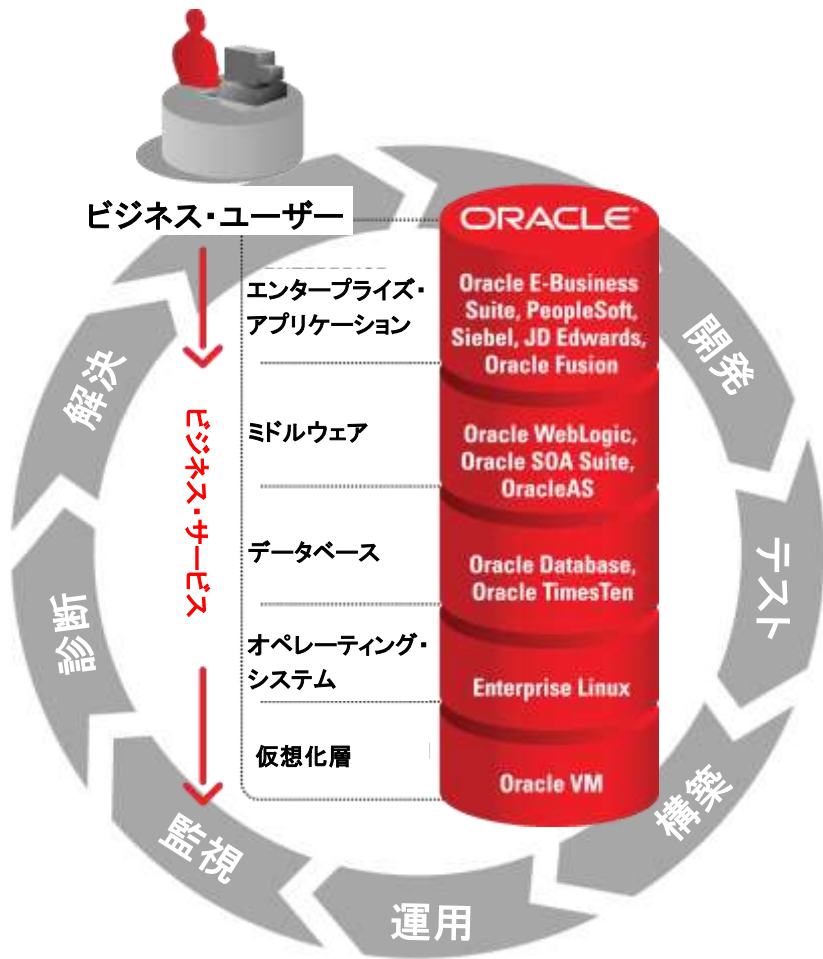 ビジネス・ユーザー
ORACLE
エンタープライズ・
アプリケーション
Oracle E-Business
Suite, PeopleSoft,
Siebel, JD Edwards,
Oracle Fusion
ミドルウェア
Oracle WebLogic,
Oracle SOA Suite,
OracleAS
データベース
Oracle Database,
Oracle TimesTen
オペレーティング・
システム
Enterprise Linux
仮想化層
Oracle VM
ビジネス・サービス
開発
テスト
構築
運用
監視
診断
解決